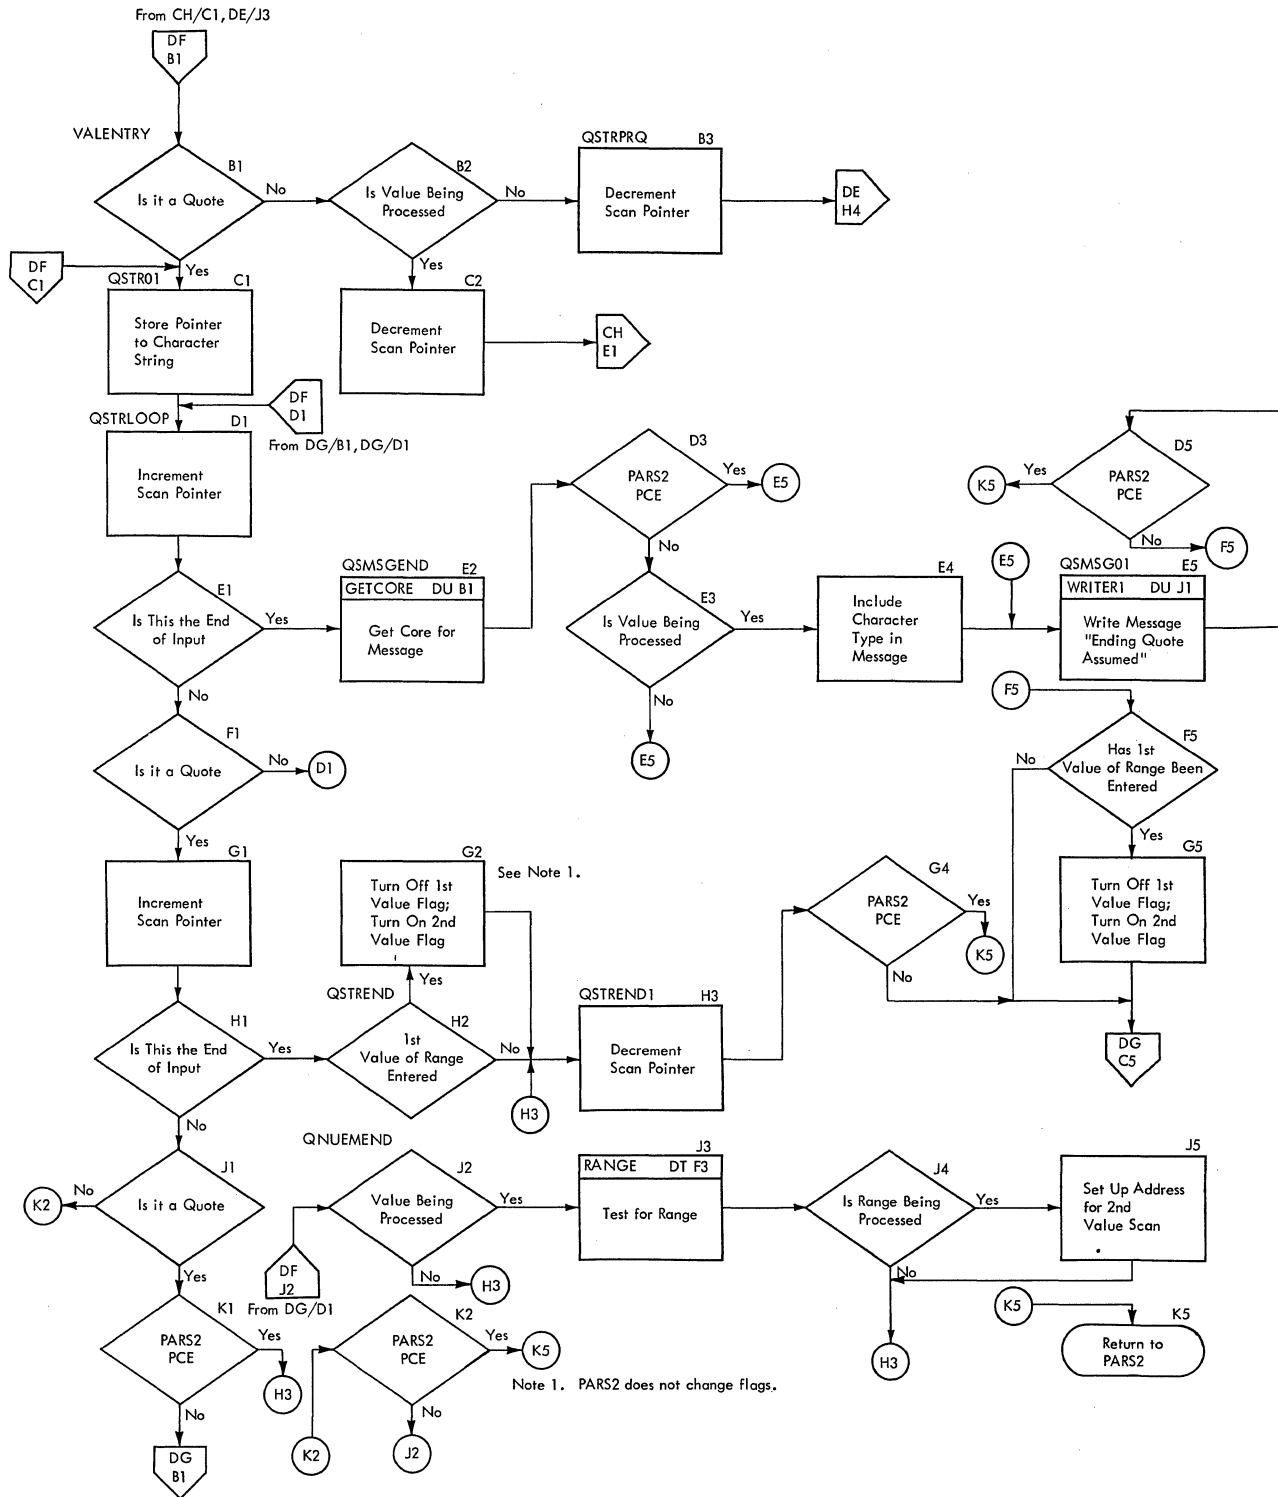 From CH/C1, DE/J3
DF
B1
VALENTRY
B1
Is it a Quote
No
Yes
B2
Is Value Being
Processed
No
Yes
QSTRPRQ
B3
Decrement
Scan Pointer
DE
H4
DF
C1
QSTR01
C1
Store Pointer
to Character
String
C2
Decrement
Scan Pointer
CH
E1
DF
D1
From DG/B1, DG/D1
QSTRLOOP
D1
Increment
Scan Pointer
D3
PARS2
PCE
Yes
E5
No
D5
PARS2
PCE
Yes
K5
No
F5
E1
Is This the End
of Input
Yes
No
QSMSGEND
E2
GETCORE DU B1
Get Core for
Message
E3
Is Value Being
Processed
Yes
No
E5
E4
Include
Character
Type in
Message
E5
QSMSG01
E5
WRITER1 DU J1
Write Message
"Ending Quote
Assumed"
F1
Is it a Quote
No
D1
Yes
F5
F5
Has 1st
Value of Range Been
Entered
No
Yes
G1
Increment
Scan Pointer
G2
Turn Off 1st
Value Flag;
Turn On 2nd
Value Flag
See Note 1.
Yes
G4
PARS2
PCE
Yes
K5
No
G5
Turn Off 1st
Value Flag;
Turn On 2nd
Value Flag
DG
C5
H1
Is This the End
of Input
Yes
No
QSTREND
H2
1st
Value of Range
Entered
No
H3
QSTREND1
H3
Decrement
Scan Pointer
J1
Is it a Quote
No
K2
Yes
QNUEMEND
J2
Value Being
Processed
Yes
No
H3
DF
J2
From DG/D1
J3
RANGE DT F3
Test for Range
J4
Is Range Being
Processed
Yes
No
H3
J5
Set Up Address
for 2nd
Value Scan
K1
PARS2
PCE
Yes
H3
No
DG
B1
K2
PARS2
PCE
Yes
K5
No
K2
J2
K5
K5
Return to
PARS2
Note 1. PARS2 does not change flags.